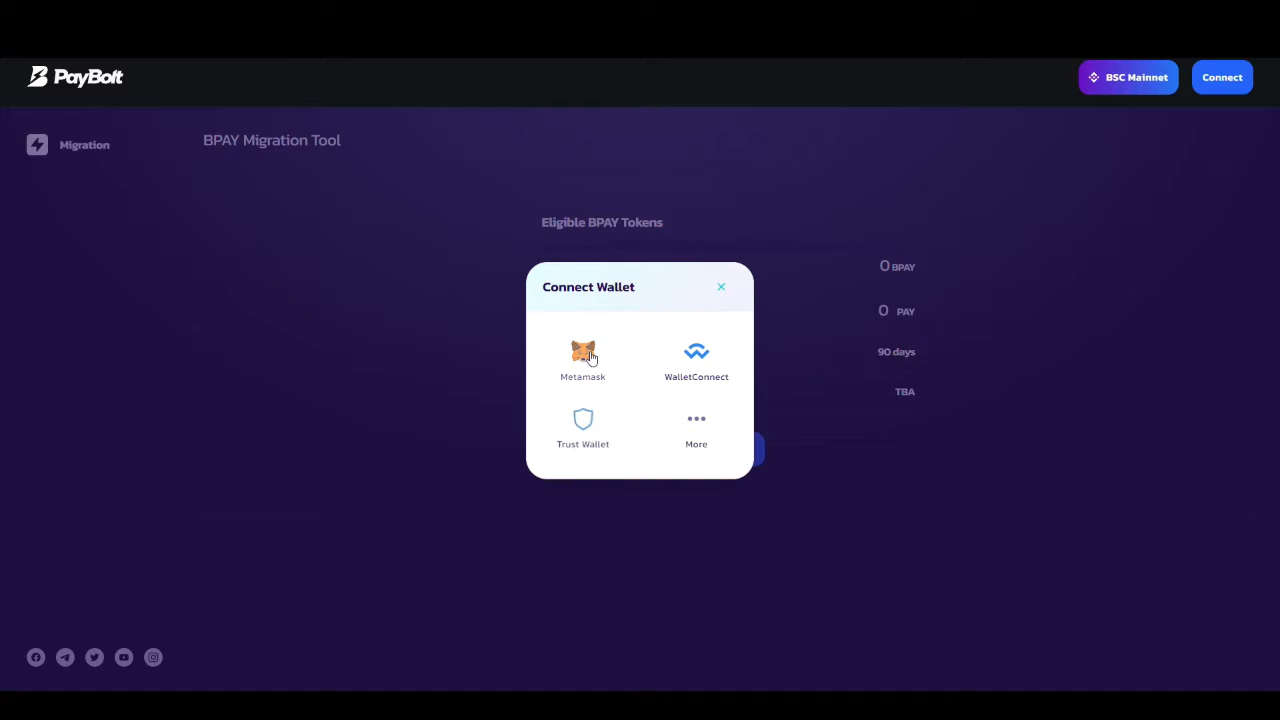 PayBolt
BSC Mainnet
Connect
Migration
BPAY Migration Tool
Eligible BPAY Tokens
0 BPAY
Connect Wallet
0 PAY
90 days
Metamask
WalletConnect
TBA
Trust Wallet
More